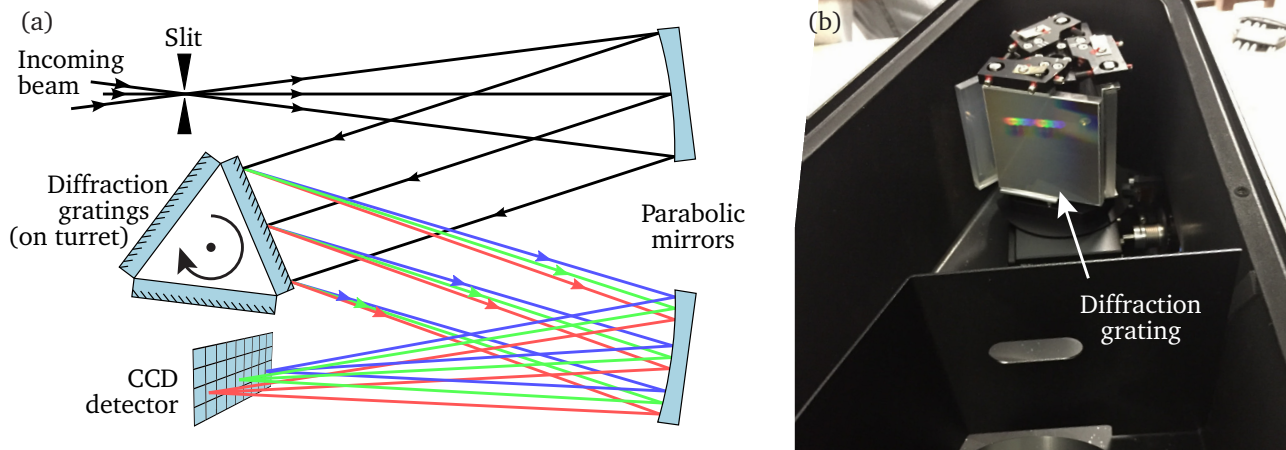 (a)
Slit
Incoming
beam
Diffraction
gratings
(on turret)
Parabolic
mirrors
CCD
detector
(b)
Diffraction
grating